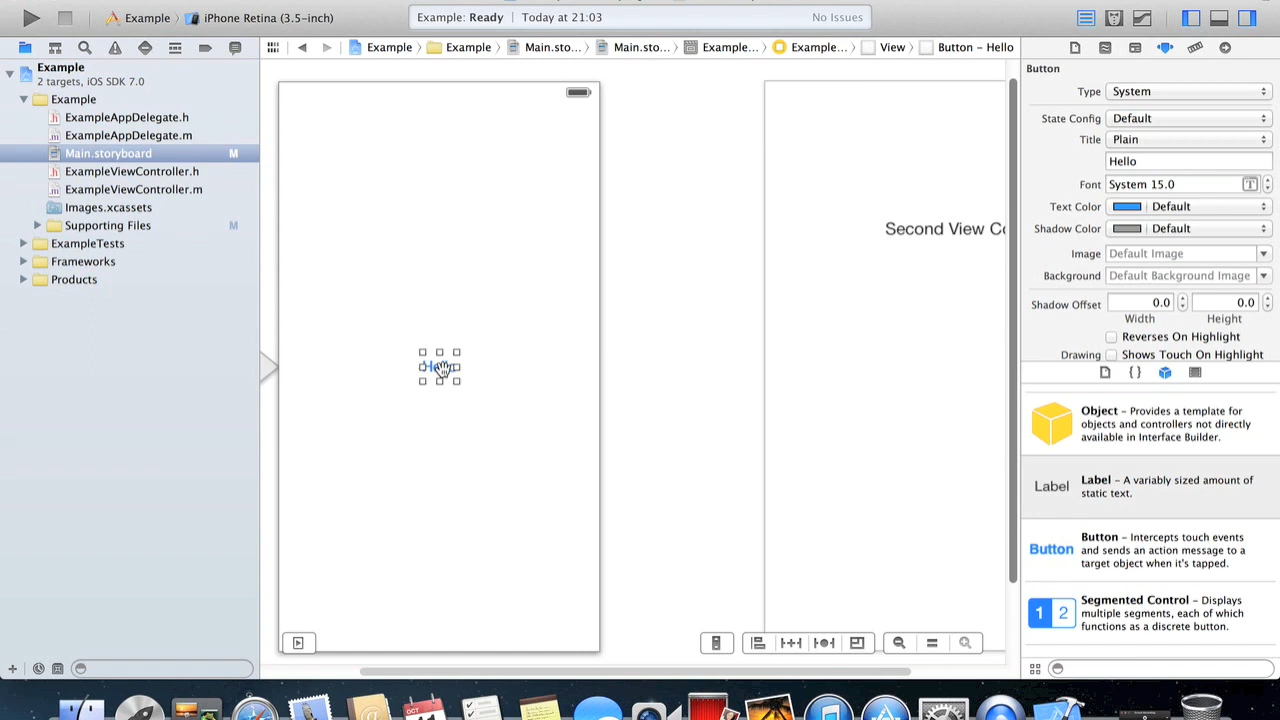 Example
iPhone Retina (3.5-inch)
Example: Ready
Today at 21:03
No Issues
Example
Example
Main.sto...
Main.sto...
Example...
Example...
View
Button - Hello
Example
2 targets, iOS SDK 7.0
Example
ExampleAppDelegate.h
ExampleAppDelegate.m
Main.storyboard
M
ExampleViewController.h
ExampleViewController.m
Images.xcassets
Supporting Files
M
ExampleTests
Frameworks
Products
Second View Co
Button
Type
System
State Config
Default
Title
Plain
Hello
Font
System 15.0
T
Text Color
Default
Shadow Color
Default
Image
Default Image
Background
Default Background Image
Shadow Offset
0.0
0.0
Width
Height
Reverses On Highlight
Drawing
Shows Touch On Highlight
Object – Provides a template for
objects and controllers not directly
available in Interface Builder.
Label
Label – A variably sized amount of
static text.
Button
Button – Intercepts touch events
and sends an action message to a
target object when it's tapped.
1 2
Segmented Control – Displays
multiple segments, each of which
functions as a discrete button.
OCT